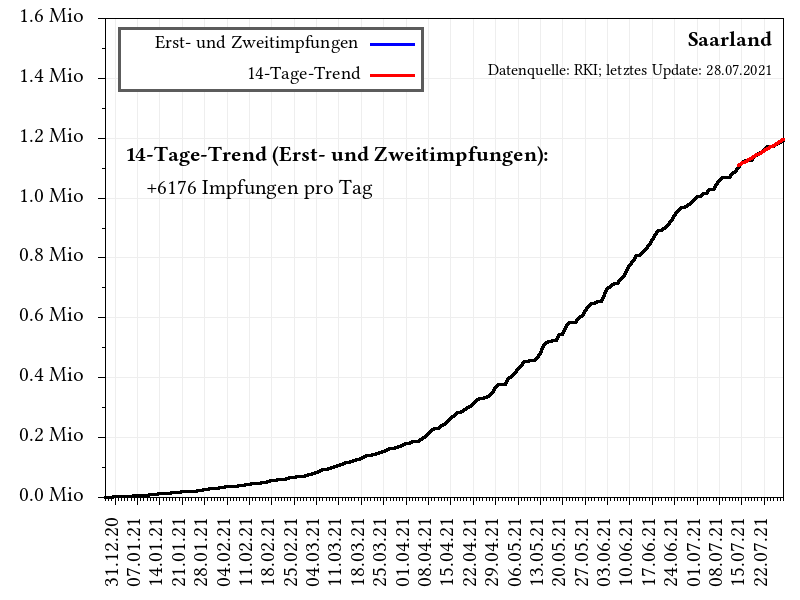 1.6 Mio
Erst- und Zweitimpfungen
14-Tage-Trend
Saarland
Datenquelle: RKI; letztes Update: 28.07.2021
1.4 Mio
1.2 Mio
14-Tage-Trend (Erst- und Zweitimpfungen):
+6176 Impfungen pro Tag
1.0 Mio
0.8 Mio
0.6 Mio
0.4 Mio
0.2 Mio
0.0 Mio
31.12.20
07.01.21
14.01.21
21.01.21
28.01.21
04.02.21
11.02.21
18.02.21
25.02.21
04.03.21
11.03.21
18.03.21
25.03.21
01.04.21
08.04.21
15.04.21
22.04.21
29.04.21
06.05.21
13.05.21
20.05.21
27.05.21
03.06.21
10.06.21
17.06.21
24.06.21
01.07.21
08.07.21
15.07.21
22.07.21